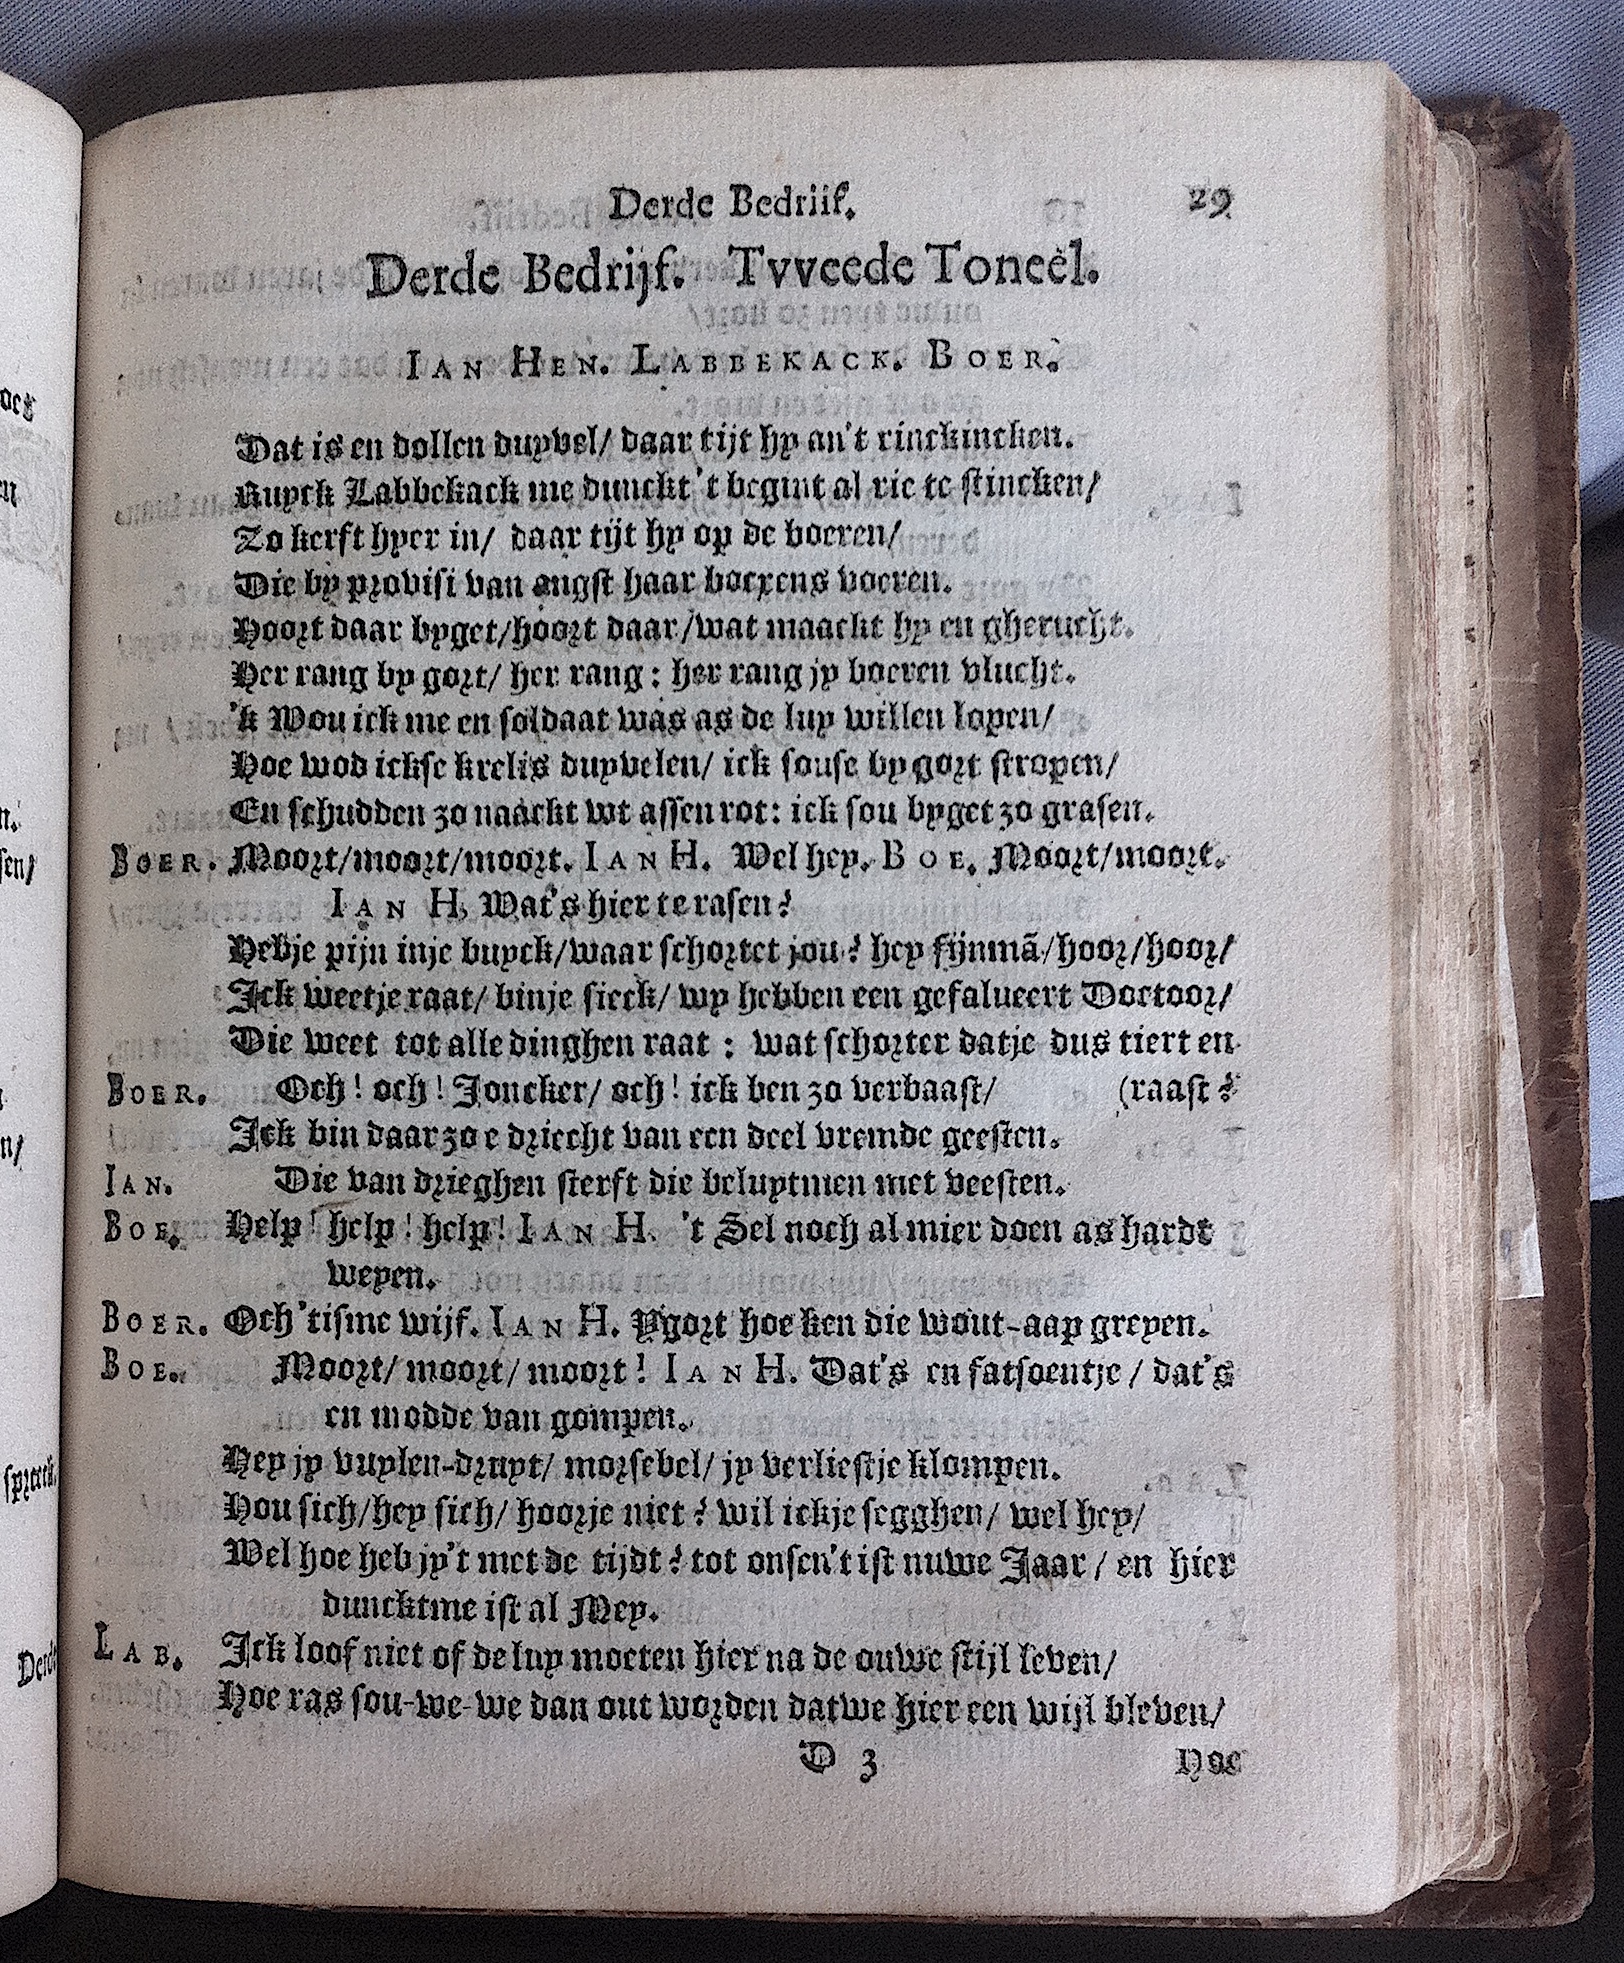 Derde Bedriif. 29
Derde Bedrijf. Tvveede Toneel.
IAN HEN. LABBEKACK. BOER.
Dat is en dollen duyvel/ daar tijt hy an't rinckincken.
Ruyck Labbekack me dunckt 't begint al rie te stincken/
Zo kerft hyer in/ daar tijt hy op de boeren/
Die by provisi van angst haar boexens voeren.
Hoort daar byget/hoort daar/wat maackt hy en gherucht.
Her rang by gort/ her rang : her rang jy boeren vlucht.
'k Wou ick me en soldaat was as de luy willen lopen/
Hoe wod ickse krelis duyvelen/ ick souse by gort stropen/
En schudden zo naackt wt assen rot: ick sou byget zo grasen.
BOER. Moort/moort/moort. IAN H. Wel hey. BOE. Moort/moort.
IAN H. Wat's hier te rasen?
Hebje pijn inje buyck/waar schortet jou? hey fijnmã/hoor/hoor/
Ick weetje raat/ binje sieck/ wy hebben een gefalueert Doctoor/
Die weet tot alle dinghen raat : wat schorter datje dus tiert en
BOER. Och! och! Joncker/ och! ick ben zo verbaast/ (raast?
Ick bin daar zo e driecht van een deel vremde geesten.
IAN. Die van drieghen sterft die beluytmen met veesten.
BOE. Help! help! help! IAN H. 't Sel noch al mier doen as hardt
wepen.
BOER. Och 'tisme wijf. IAN H. Ygort hoe ken die wout-aap grepen.
BOE. Moort/ moort/ moort! IAN H. Dat's en fatsoentje/ dat's
en modde van gompen.
Hey jy vuylen-druyt/ morsebel/ jy verliestje klompen.
Hou sich/hey sich/ hoorje niet? wil ickje segghen/ wel hey/
Wel hoe heb jy't met de tijdt? tot onsen't ist nuwe Jaar/ en hier
duncktme ist al Mey.
LAB. Ick loof niet of de luy moeten hier na de ouwe stijl leven/
Hoe ras sou-we-we dan out worden datwe hier een wijl bleven/
D 3 Noc
sprreck.
Derde